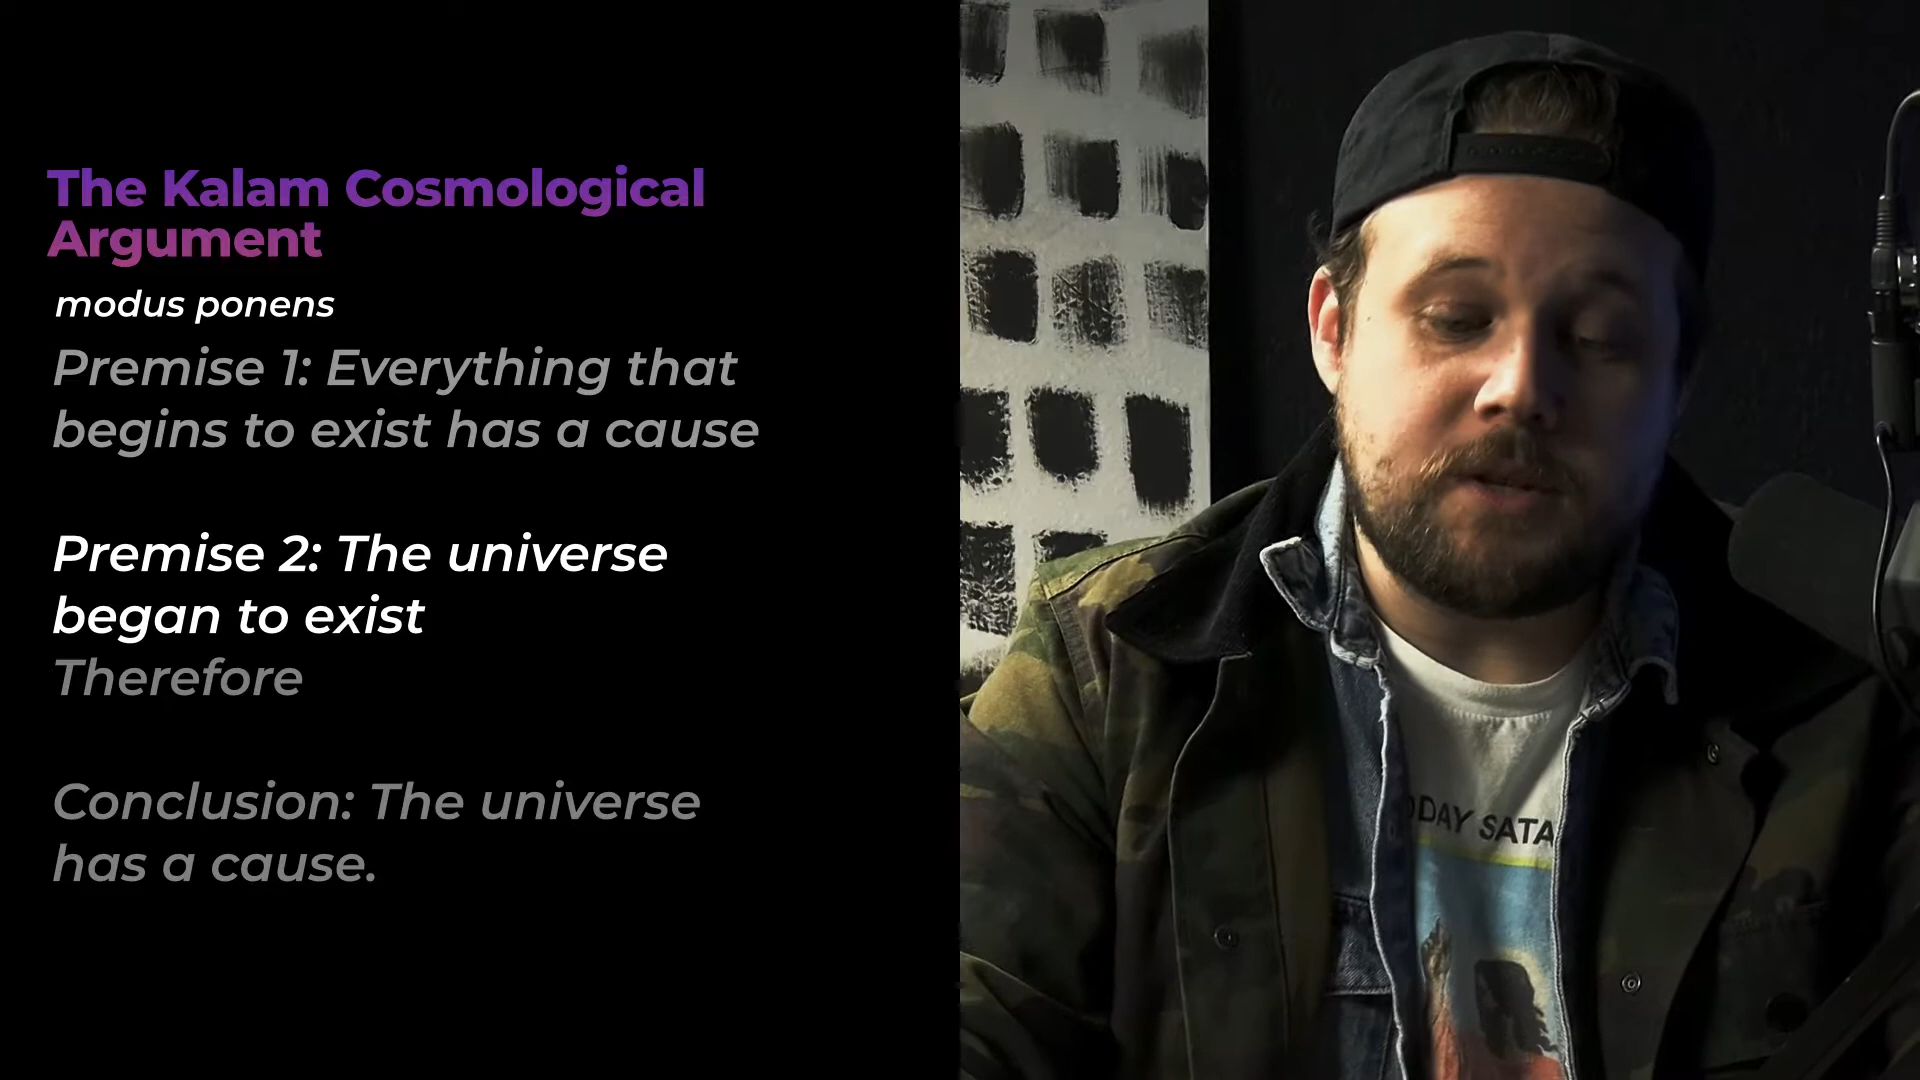 The Kalam Cosmological
Argument
modus ponens
Premise 1: Everything that
begins to exist has a cause
Premise 2: The universe
began to exist
Therefore
Conclusion: The universe
has a cause.
DAY SATA